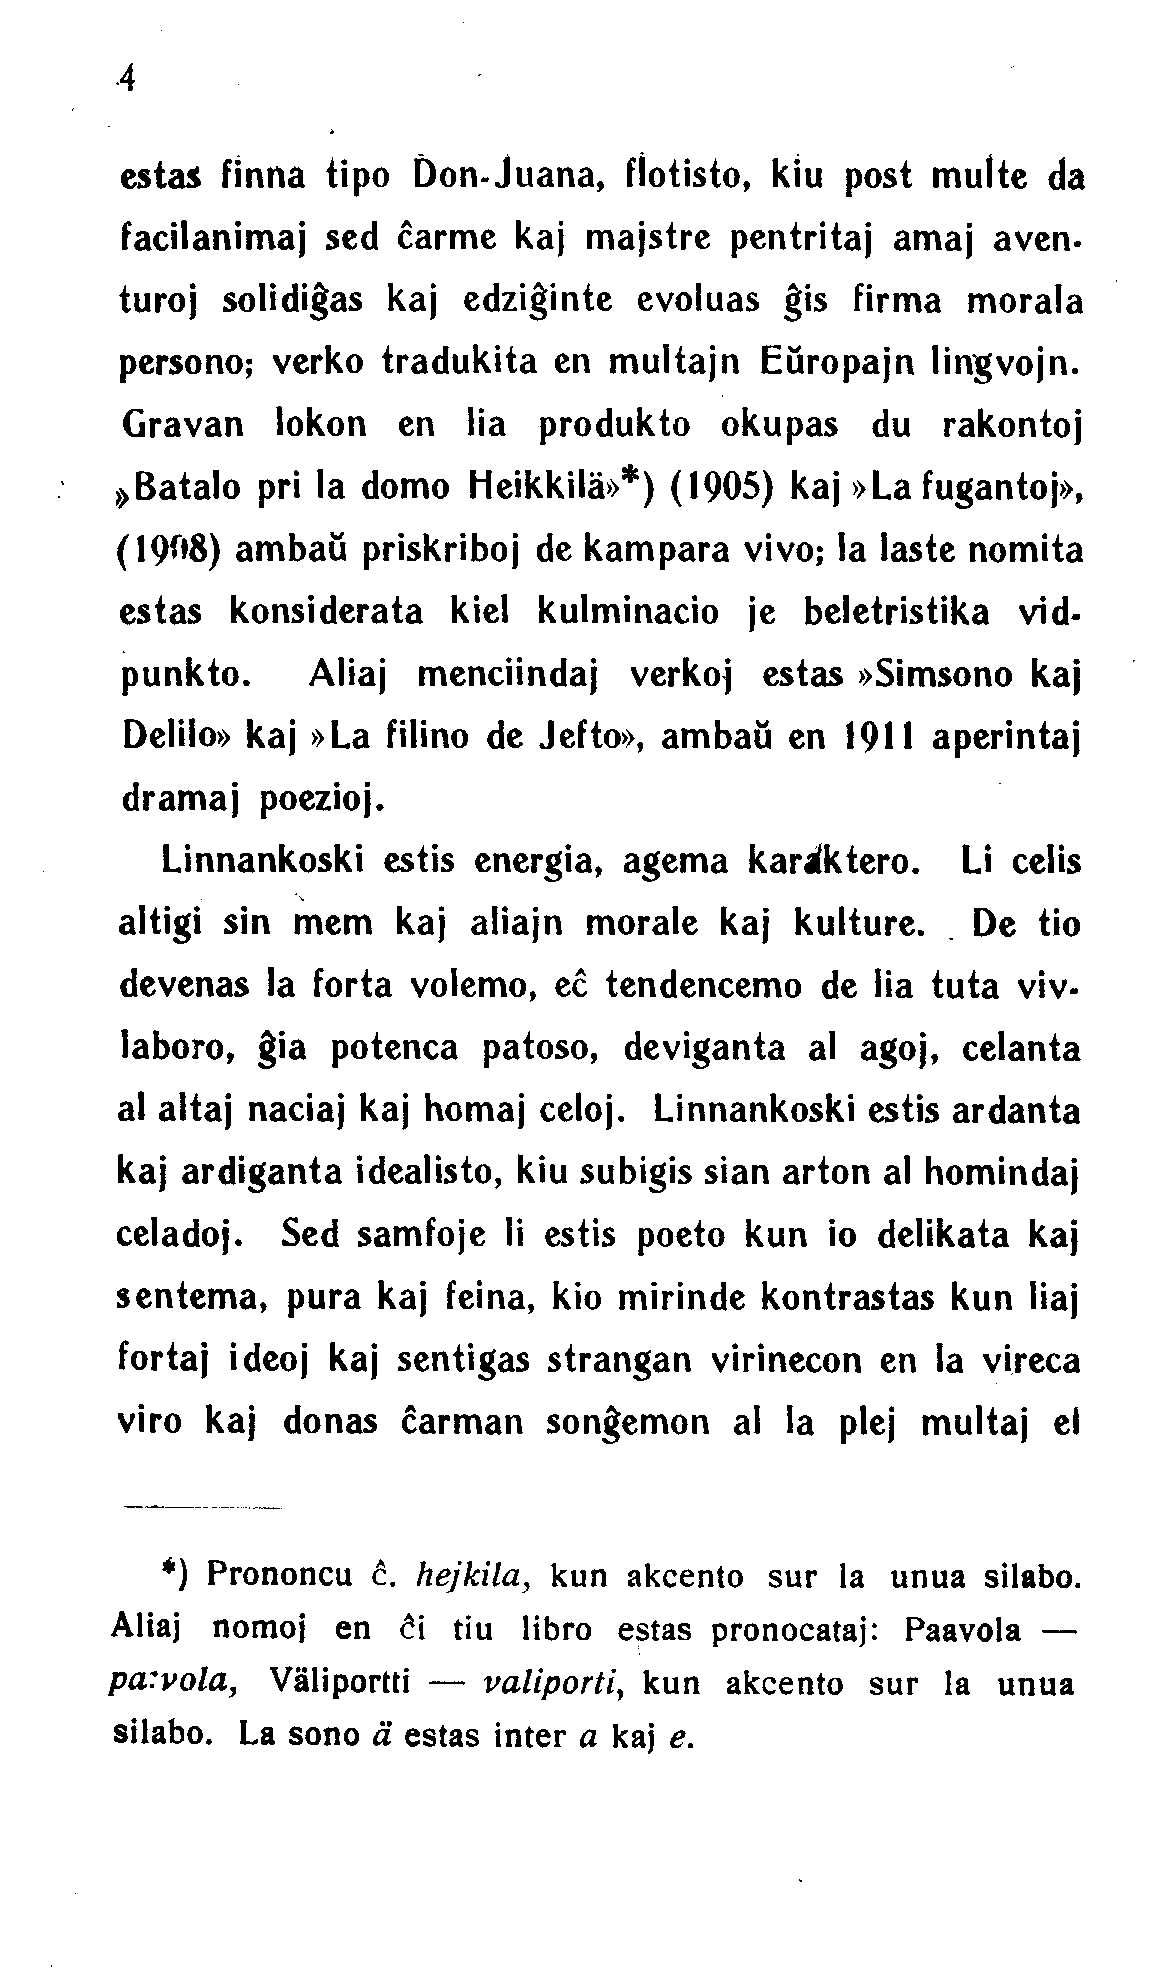 4
estas finna tipo Don-Juana, flotisto, kiu post multe da
facilanimaj sed ĉarme kaj majstre pentritaj amaj aven-
turoj solidiĝas kaj edziĝinte evoluas ĝis firma morala
persono; verko tradukita en multajn Eŭropajn lingvojn.
Gravan lokon en lia produkto okupas du rakontoj
»Batalo pri la domo Heikkilä»*) (1905) kaj »La fugantoj»,
(1908) ambaŭ priskriboj de kampara vivo; la laste nomita
estas konsiderata kiel kulminacio je beletristika vid-
punkto. Aliaj menciindaj verkoj estas »Simsono kaj
Delilo» kaj »La filino de Jefto», ambaŭ en 1911 aperintaj
dramaj poezioj.
Linnankoski estis energia, agema karaktero. Li celis
altigi sin mem kaj aliajn morale kaj kulture. De tio
devenas la forta volemo, eĉ tendencemo de lia tuta viv-
laboro, ĝia potenca patoso, deviganta al agoj, celanta
al altaj naciaj kaj homaj celoj. Linnankoski estis ardanta
kaj ardiganta idealisto, kiu subigis sian arton al homindaj
celadoj. Sed samfoje li estis poeto kun io delikata kaj
sentema, pura kaj feina, kio mirinde kontrastas kun liaj
fortaj ideoj kaj sentigas strangan virinecon en la vireca
viro kaj donas ĉarman sonĝemon al la plej multaj el
*) Prononcu ĉ. hejkila, kun akcento sur la unua silabo.
Aliaj nomoj en ĉi tiu libro estas pronocataj: Paavola —
pa:vola, Väliportti — valiporti, kun akcento sur la unua
silabo. La sono ä estas inter a kaj e.